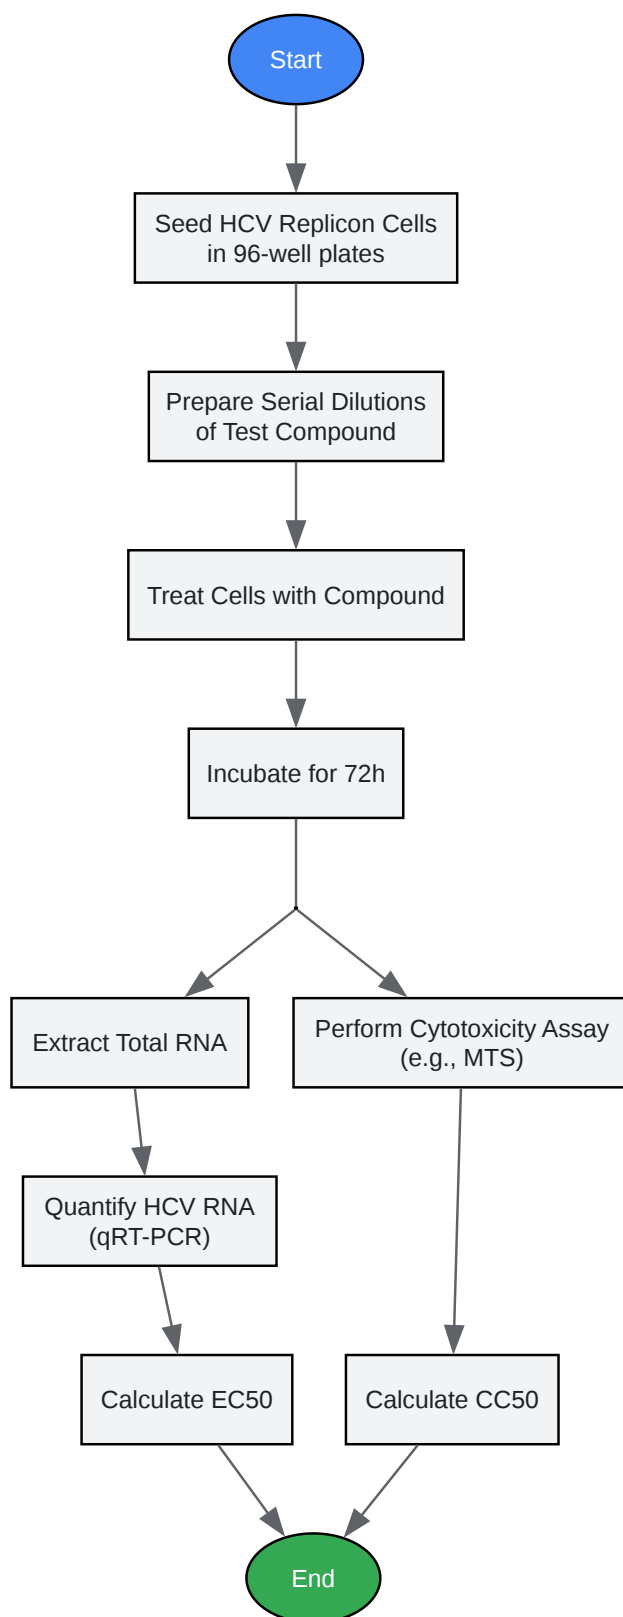 Start
Seed HCV Replicon Cells
in 96-well plates
Prepare Serial Dilutions
of Test Compound
Treat Cells with Compound
Incubate for 72h
Extract Total RNA
Perform Cytotoxicity Assay
(e.g., MTS)
Quantify HCV RNA
(qRT-PCR)
Calculate EC50
Calculate CC50
End